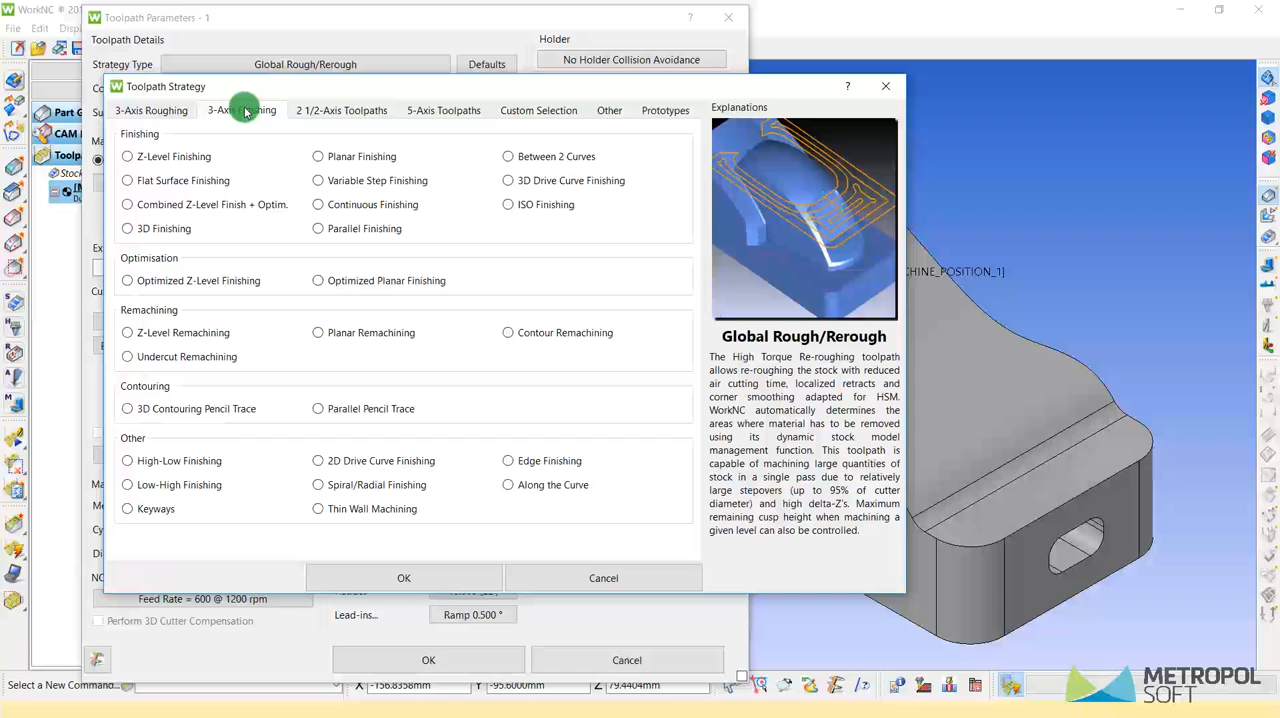 WorkNC ®
Toolpath Parameters - 1
File Edit
Toolpath Details
Holder
Strategy Type Global Rough/Rerough Defaults No Holder Collision Avoidance
Toolpath Strategy
3-Axis Roughing 3-Axis Finishing 2 1/2-Axis Toolpaths 5-Axis Toolpaths Custom Selection Other Prototypes Explanations
Finishing
Z-Level Finishing Planar Finishing Between 2 Curves
Flat Surface Finishing Variable Step Finishing 3D Drive Curve Finishing
Combined Z-Level Finish + Optim. Continuous Finishing ISO Finishing
3D Finishing Parallel Finishing
Optimisation
Optimized Z-Level Finishing Optimized Planar Finishing
Remachining
Z-Level Remachining Planar Remachining Contour Remachining
Undercut Remachining
Contouring
3D Contouring Pencil Trace Parallel Pencil Trace
Other
High-Low Finishing 2D Drive Curve Finishing Edge Finishing
Low-High Finishing Spiral/Radial Finishing Along the Curve
Keyways Thin Wall Machining
OK Cancel
Global Rough/Rerough
The High Torque Re-roughing toolpath
allows re-roughing the stock with reduced
air cutting time, localized retracts and
corner smoothing adapted for HSM.
WorkNC automatically determines the
areas where material has to be removed
using its dynamic stock model
management function. This toolpath is
capable of machining large quantities of
stock in a single pass due to relatively
large stepovers (up to 95% of cutter
diameter) and high delta-Z's. Maximum
remaining cusp height when machining a
given level can also be controlled.
CHINE_POSITION_1]
Part G
CAM
Toolp
Stock
Feed Rate = 600 @ 1200 rpm
Lead-ins... Ramp 0.500 °
Perform 3D Cutter Compensation
OK Cancel
Select a New Command... X -156.8358mm Y -95.6000mm Z 79.4404mm
METROPOL
SOFT